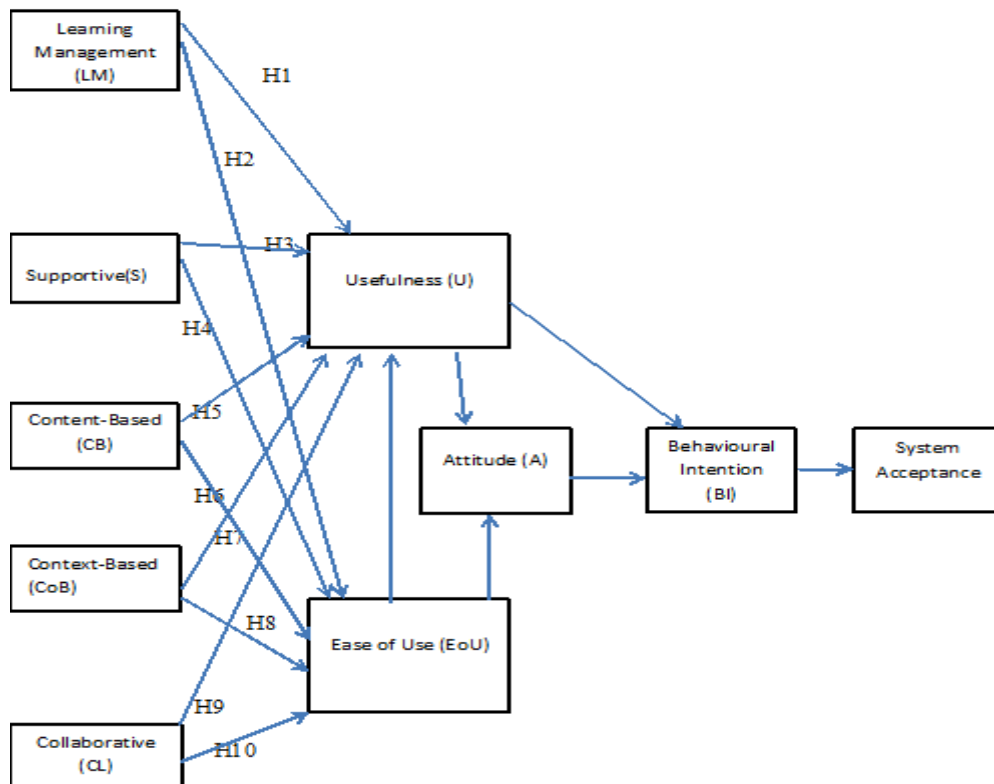 Learning
Management
(LM)
H1
H2
Supportive(S)
H3
Usefulness (U)
H4
Content-Based
(CB)
H5
Attitude (A)
Behavioural
Intention
(BI)
System
Acceptance
H6
H7
Context-Based
(CoB)
H8
Ease of Use (EoU)
H9
Collaborative
(CL)
H10